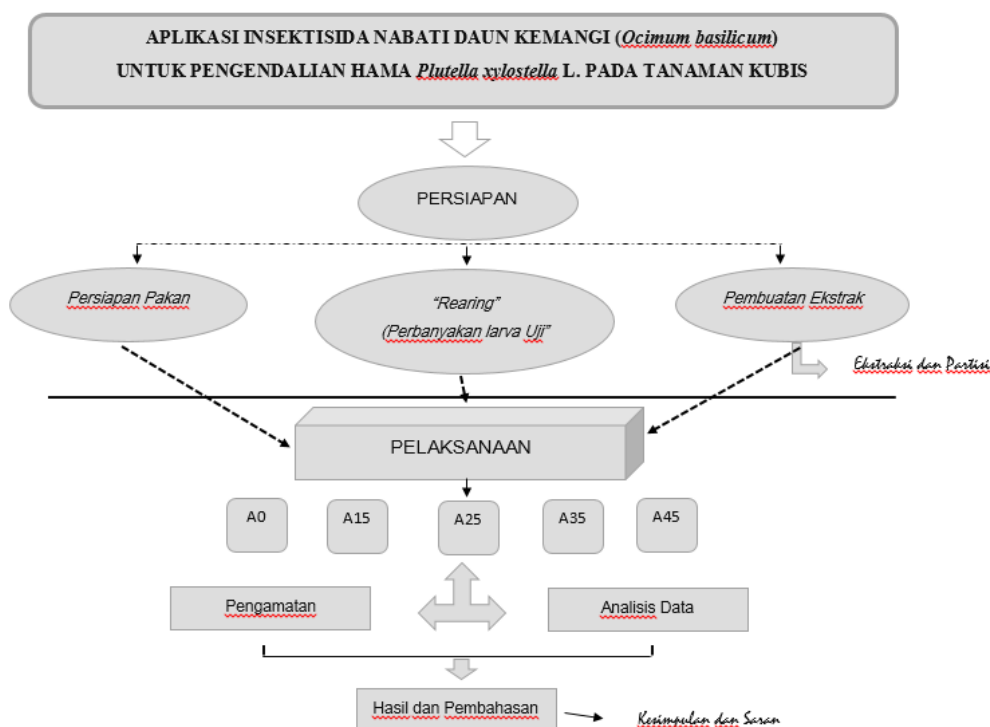 APLIKASI INSEKTISIDA NABATI DAUN KEMANGI (Ocimum basilicum)
UNTUK PENGENDALIAN HAMA Plutella xylostella L. PADA TANAMAN KUBIS
PERSIAPAN
Persiapan Pakan
“Rearing”
(Perbanyakan larva Uji”
Pembuatan Ekstrak
Ekstraksi dan Partisi
PELAKSANAAN
A0
A15
A25
A35
A45
Pengamatan
Analisis Data
Hasil dan Pembahasan
Kesimpulan dan Saran